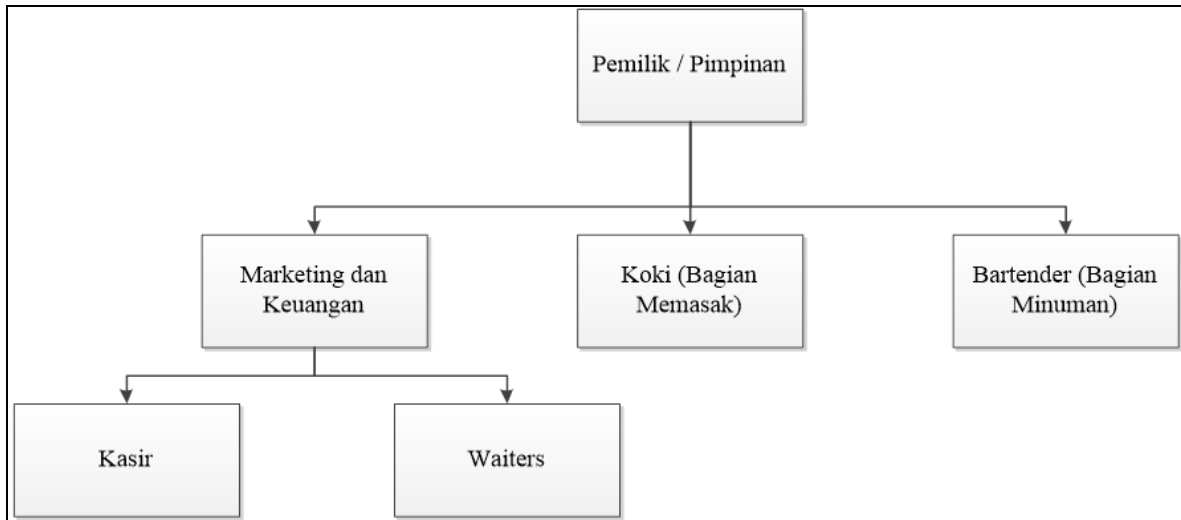 Pemilik / Pimpinan
Marketing dan
Keuangan
Koki (Bagian
Memasak)
Bartender (Bagian
Minuman)
Kasir
Waiters